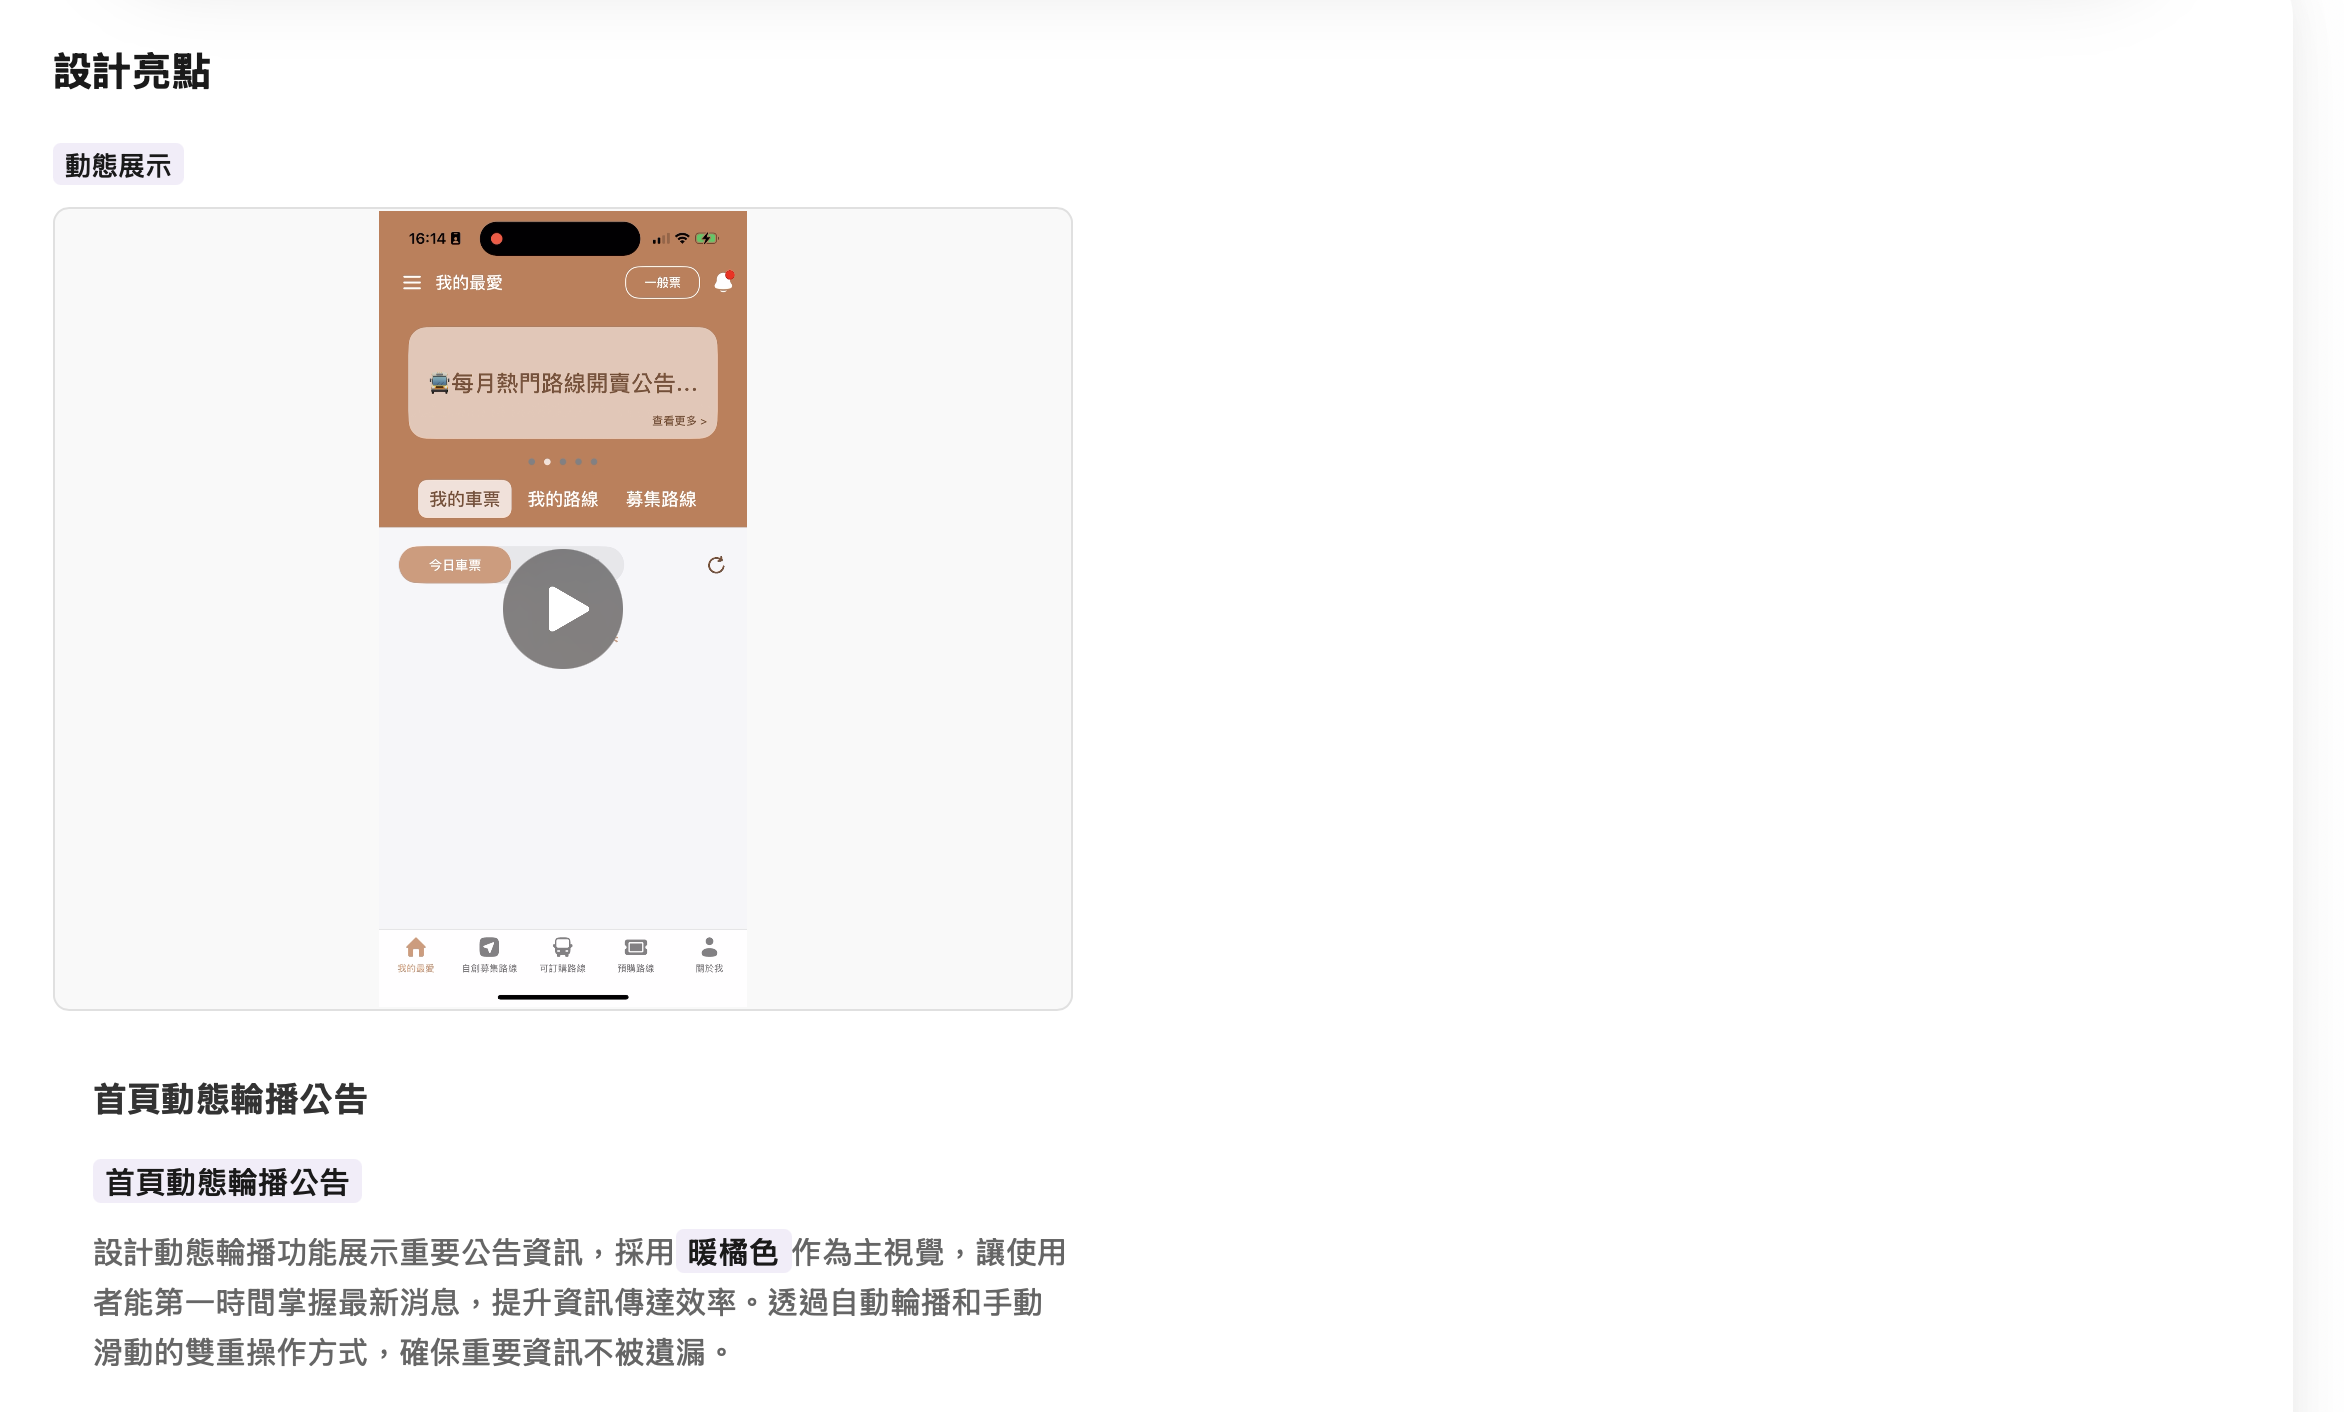 設計亮點
動態展示
16:14
我的最愛
一般票
每月熱門路線開賣公告...
查看更多 >
我的車票 我的路線 募集路線
今日車票
我的最愛 自創募集路線 可訂購路線 預購路線 關於我
首頁動態輪播公告
首頁動態輪播公告
設計動態輪播功能展示重要公告資訊，採用 暖橘色 作為主視覺，讓使用
者能第一時間掌握最新消息，提升資訊傳達效率。透過自動輪播和手動
滑動的雙重操作方式，確保重要資訊不被遺漏。